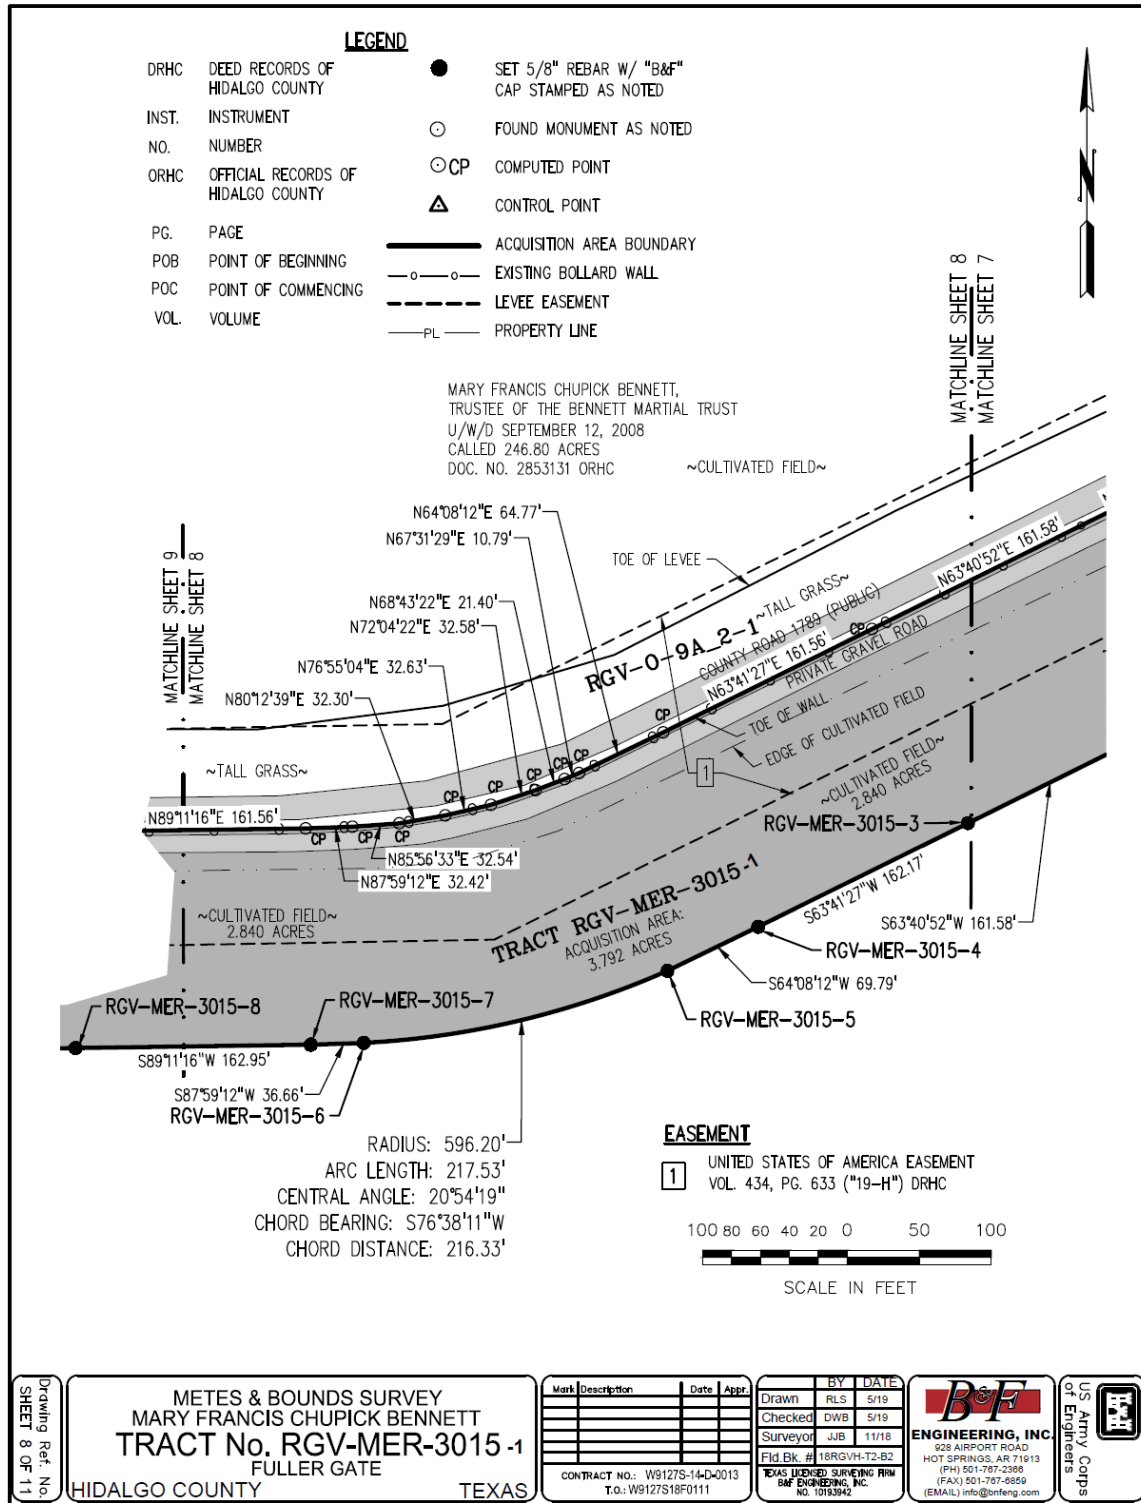 LEGEND
DRHC DEED RECORDS OF HIDALGO COUNTY
INST. INSTRUMENT
NO. NUMBER
ORHC OFFICIAL RECORDS OF HIDALGO COUNTY
PG. PAGE
POB POINT OF BEGINNING
POC POINT OF COMMENCING
VOL. VOLUME
SET 5/8" REBAR W/ "B&F"
CAP STAMPED AS NOTED
FOUND MONUMENT AS NOTED
CP COMPUTED POINT
CONTROL POINT
ACQUISITION AREA BOUNDARY
EXISTING BOLLARD WALL
LEVEE EASEMENT
PL PROPERTY LINE
N
MATCHLINE SHEET 8
MATCHLINE SHEET 7
MARY FRANCIS CHUPICK BENNETT,
TRUSTEE OF THE BENNETT MARTIAL TRUST
U/W/D SEPTEMBER 12, 2008
CALLED 246.80 ACRES
DOC. NO. 2853131 ORHC
~CULTIVATED FIELD~
MATCHLINE SHEET 9
MATCHLINE SHEET 8
N64°08'12"E 64.77'
N67°31'29"E 10.79'
N68°43'22"E 21.40'
N72°04'22"E 32.58'
N76°55'04"E 32.63'
N80°12'39"E 32.30'
TOE OF LEVEE
N63°40'52"E 161.58'
~TALL GRASS~
COUNTY ROAD 1789 (PUBLIC)
RGV-O-9A_2-1
N63°41'27"E 161.56'
PRIVATE GRAVEL ROAD
TOE OF WALL
EDGE OF CULTIVATED FIELD
CP
CP
CP
CP
CP
CP
CP
~TALL GRASS~
1
~CULTIVATED FIELD~
2.840 ACRES
N89°11'16"E 161.56'
CP
CP
CP
N85°56'33"E 32.54'
N87°59'12"E 32.42'
RGV-MER-3015-3
~CULTIVATED FIELD~
2.840 ACRES
TRACT RGV-MER-3015-1
ACQUISITION AREA:
3.792 ACRES
S63°41'27"W 162.17'
S63°40'52"W 161.58'
RGV-MER-3015-4
S64°08'12"W 69.79'
RGV-MER-3015-5
RGV-MER-3015-8
RGV-MER-3015-7
S89°11'16"W 162.95'
S87°59'12"W 36.66'
RGV-MER-3015-6
RADIUS: 596.20'
ARC LENGTH: 217.53'
CENTRAL ANGLE: 20°54'19"
CHORD BEARING: S76°38'11"W
CHORD DISTANCE: 216.33'
EASEMENT
1 UNITED STATES OF AMERICA EASEMENT
VOL. 434, PG. 633 ("19-H") DRHC
100 80 60 40 20 0 50 100
SCALE IN FEET
Drawing Ref. No.
SHEET 8 OF 11
METES & BOUNDS SURVEY
MARY FRANCIS CHUPICK BENNETT
TRACT No. RGV-MER-3015 -1
FULLER GATE
HIDALGO COUNTY TEXAS
Mark Description Date Appr.
CONTRACT NO.: W9127S-14-D-0013
T.O.: W9127S18F0111
BY DATE
Drawn RLS 5/19
Checked DWB 5/19
Surveyor JJB 11/18
Fld.Bk. # 18RGVH-T2-B2
TEXAS LICENSED SURVEYING FIRM
B&F ENGINEERING, INC.
NO. 10193942
B&F
ENGINEERING, INC.
928 AIRPORT ROAD
HOT SPRINGS, AR 71913
(PH) 501-767-2366
(FAX) 501-767-6859
(EMAIL) info@bnfeng.com
US Army Corps
of Engineers